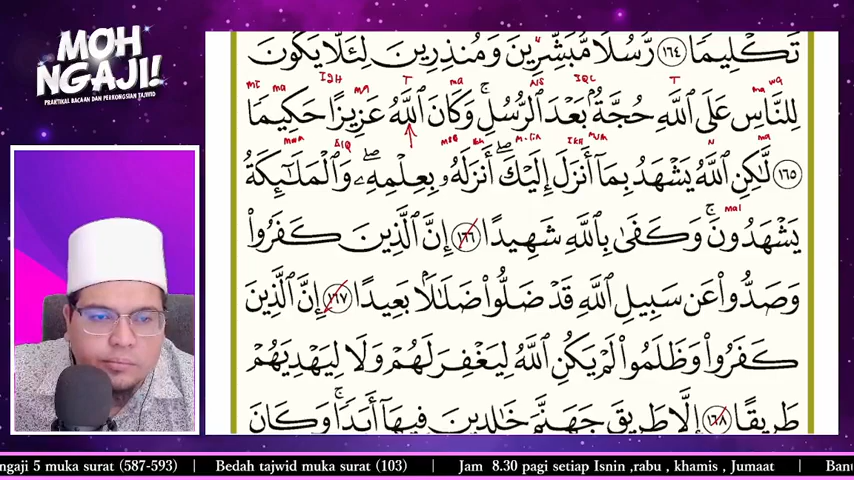 MOH
NGAJI!
PRAKTIKAL BACAAN DAN PERKONGSIAN TAJWID
تَكْلِيمًا ١٦٤ رُّسُلًا مُّبَشِّرِينَ وَمُنذِرِينَ لِئَلَّا يَكُونَ
لِلنَّاسِ عَلَى ٱللَّهِ حُجَّةٌۢ بَعْدَ ٱلرُّسُلِ ۚ وَكَانَ ٱللَّهُ عَزِيزًا حَكِيمًا
١٦٥ لَّـٰكِنِ ٱللَّهُ يَشْهَدُ بِمَآ أَنزَلَ إِلَيْكَ ۖ أَنزَلَهُۥ بِعِلْمِهِۦ ۖ وَٱلْمَلَـٰٓئِكَةُ
يَشْهَدُونَ ۚ وَكَفَىٰ بِٱللَّهِ شَهِيدًا ١٦٦ إِنَّ ٱلَّذِينَ كَفَرُوا۟
وَصَدُّوا۟ عَن سَبِيلِ ٱللَّهِ قَدْ ضَلُّوا۟ ضَلَـٰلًۢا بَعِيدًا ١٦٧ إِنَّ ٱلَّذِينَ
كَفَرُوا۟ وَظَلَمُوا۟ لَمْ يَكُنِ ٱللَّهُ لِيَغْفِرَ لَهُمْ وَلَا لِيَهْدِيَهُمْ
طَرِيقًا ١٦٨ إِلَّا طَرِيقَ جَهَنَّمَ خَـٰلِدِينَ فِيهَآ أَبَدًا ۚ وَكَانَ
ngaji 5 muka surat (587-593) | Bedah tajwid muka surat (103) | Jam 8.30 pagi setiap Isnin ,rabu , khamis , Jumaat |